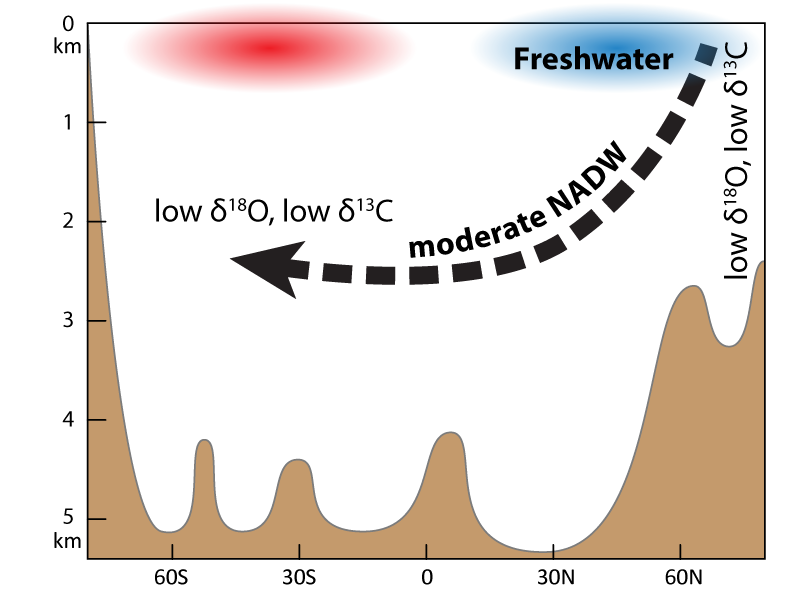 0
km
Freshwater
low δ¹⁸O, low δ¹³C
1
moderate NADW
2
low δ¹⁸O, low δ¹³C
3
4
5
km
60S
30S
0
30N
60N